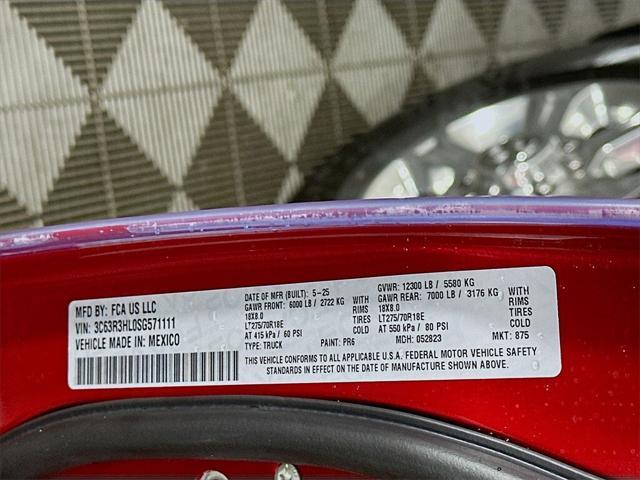 MFD BY: FCA US LLC
VIN: 3C63R3HL0SG571111
VEHICLE MADE IN: MEXICO
DATE OF MFR (BUILT): 5-25
GAWR FRONT: 6000 LB / 2722 KG
18X8.0
LT275/70R18E
AT 415 kPa / 60 PSI
TYPE: TRUCK
PAINT: PR6
WITH
RIMS
TIRES
COLD
GVWR: 12300 LB / 5580 KG
GAWR REAR: 7000 LB / 3176 KG
18X8.0
LT275/70R18E
AT 550 kPa / 80 PSI
MDH: 052823
WITH
RIMS
TIRES
COLD
MKT: 875
THIS VEHICLE CONFORMS TO ALL APPLICABLE U.S.A. FEDERAL MOTOR VEHICLE SAFETY
STANDARDS IN EFFECT ON THE DATE OF MANUFACTURE SHOWN ABOVE.